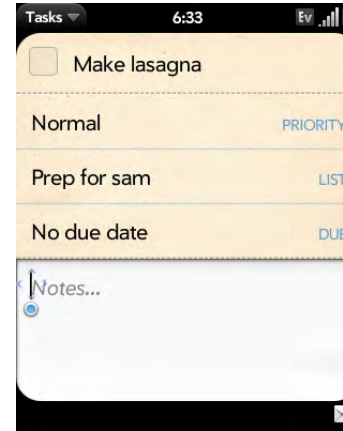 Tasks 6:33 Ev
Make lasagna
Normal PRIORITY
Prep for sam LIST
No due date DUE
Notes...